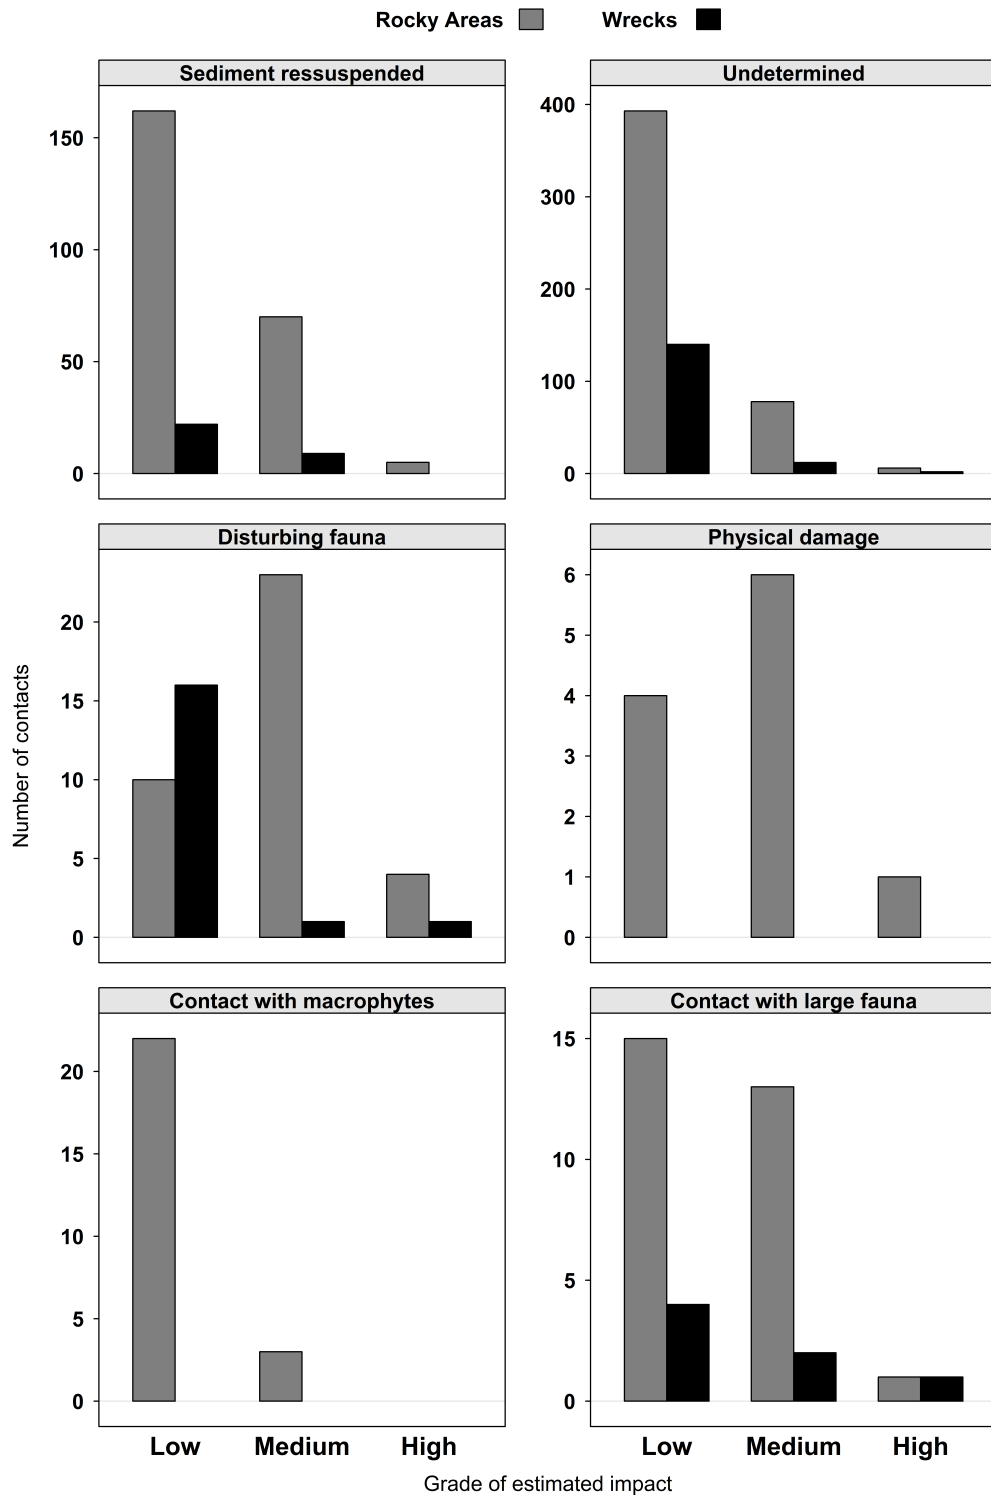 Rocky Areas Wrecks
Sediment ressuspended
150
100
50
0
Undetermined
400
300
200
100
0
Disturbing fauna
20
15
10
5
0
Physical damage
6
5
4
3
2
1
0
Number of contacts
Contact with macrophytes
20
15
10
5
0
Contact with large fauna
15
10
5
0
Low Medium High
Low Medium High
Grade of estimated impact